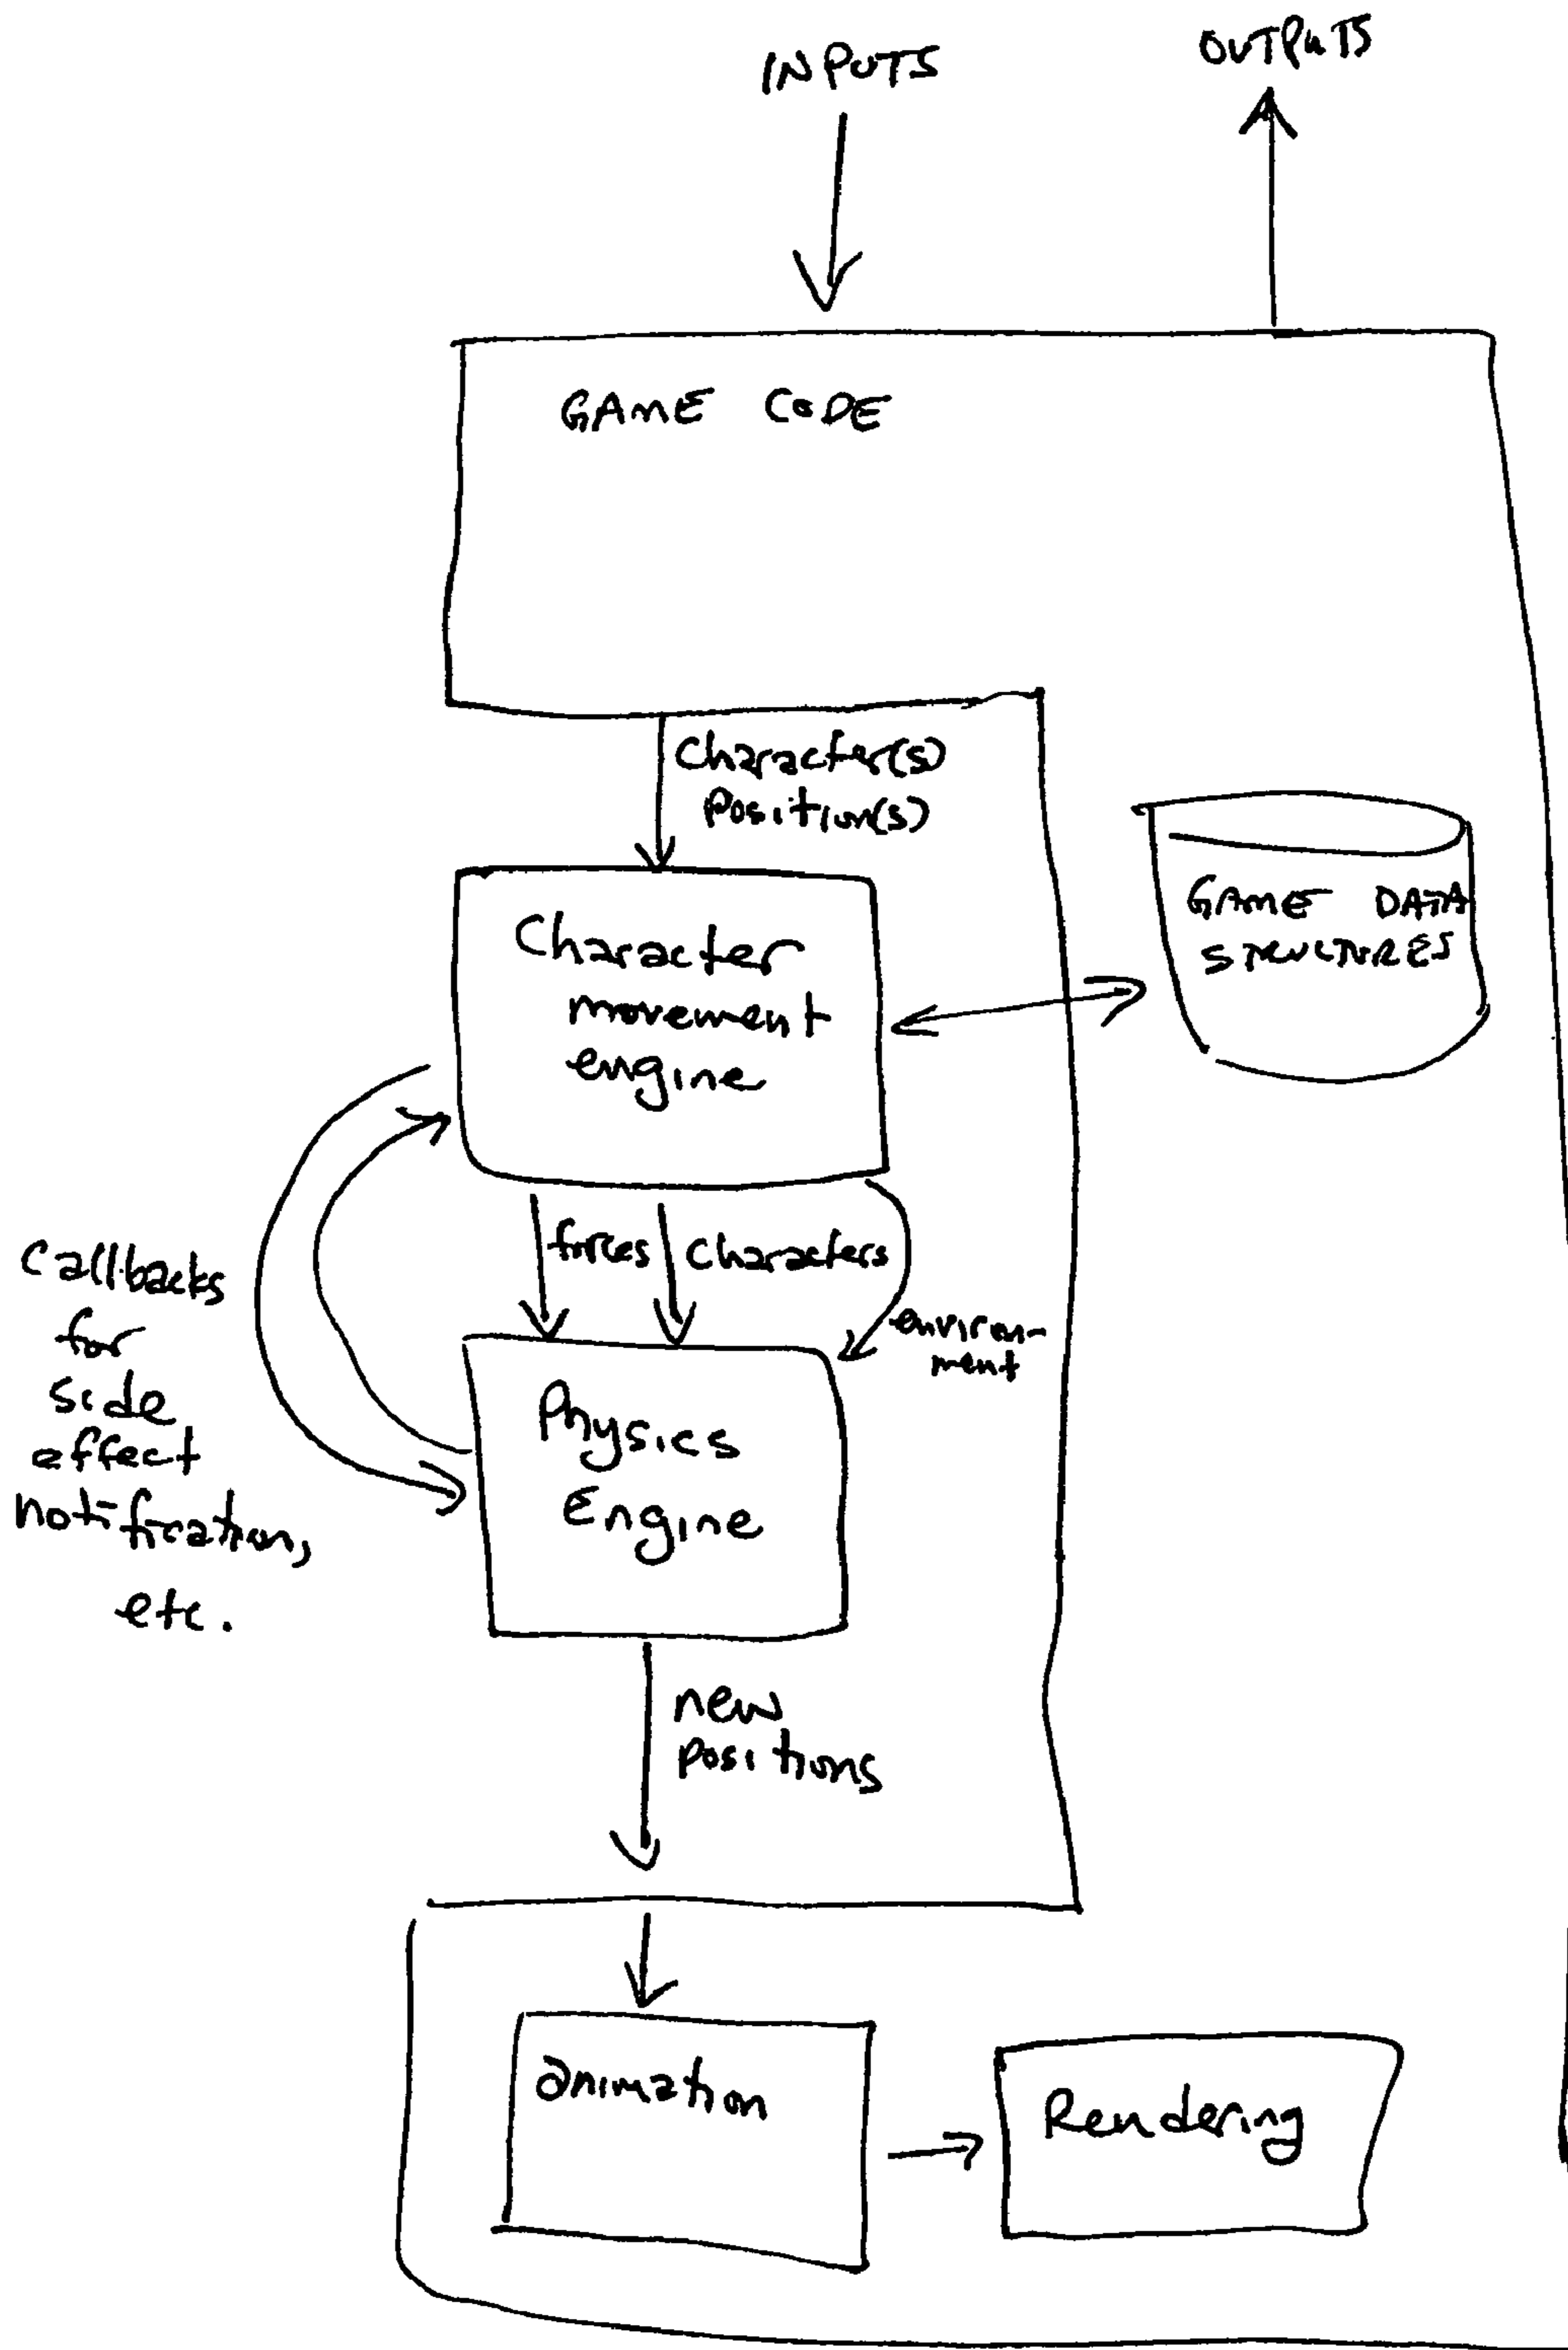 INPUTS
OUTPUTS
GAME CODE
Character(s)
Position(s)
Character
movement
engine
GAME DATA
STRUCTURES
forces
Characters
environ-
ment
Callbacks
for
side
effect
notification,
etc.
Physics
Engine
new
positions
animation
Rendering